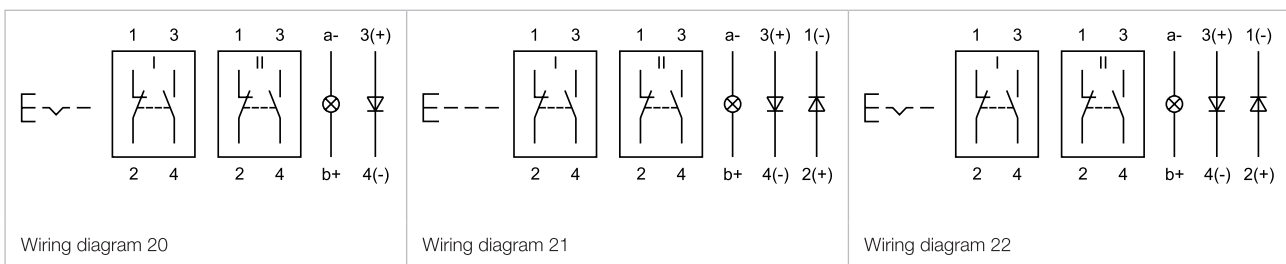 1 3 1 3 a- 3(+)
I II
2 4 2 4 b+ 4(-)
Wiring diagram 20
1 3 1 3 a- 3(+) 1(-)
I II
2 4 2 4 b+ 4(-) 2(+)
Wiring diagram 21
1 3 1 3 a- 3(+) 1(-)
I II
2 4 2 4 b+ 4(-) 2(+)
Wiring diagram 22